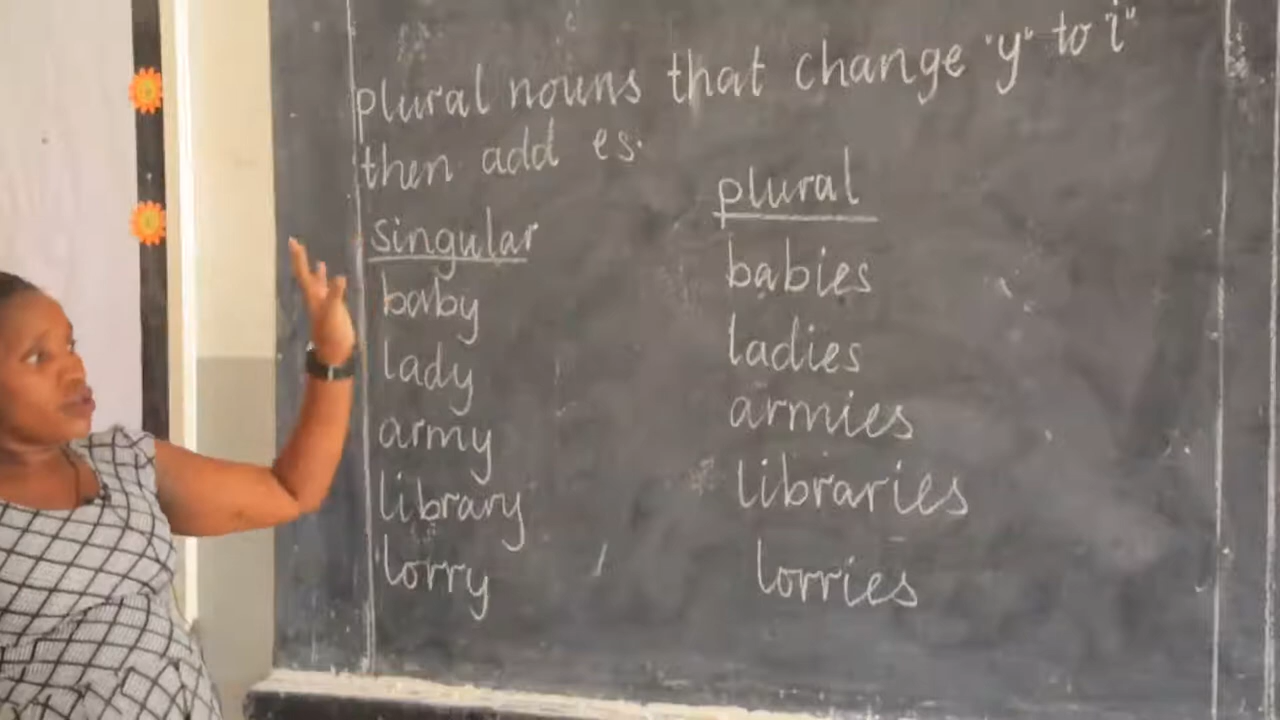 plural nouns that change "y" to i"
then add es.
singular plural
baby babies
lady ladies
army armies
library libraries
lorry lorries